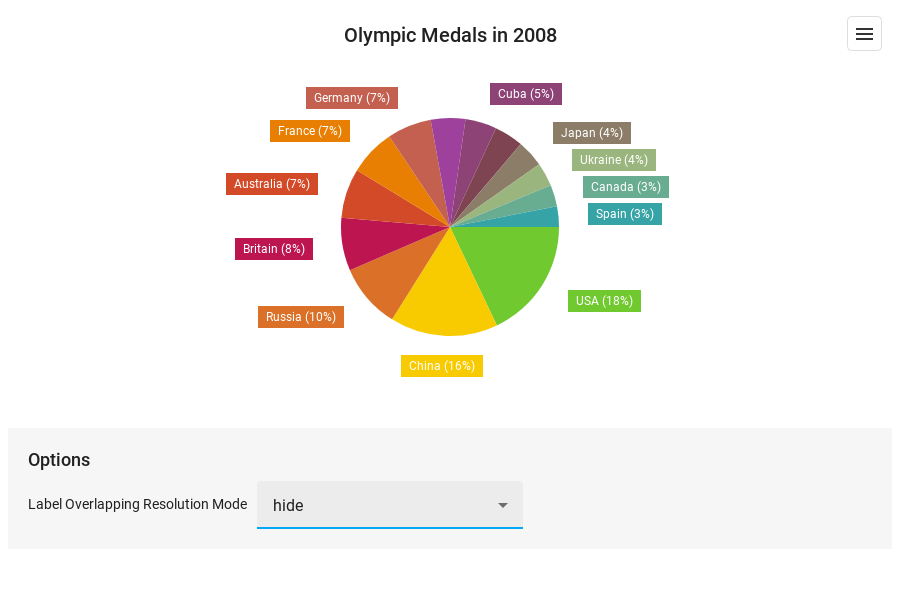 Olympic Medals in 2008
Cuba (5%)
Germany (7%)
France (7%)
Japan (4%)
Ukraine (4%)
Australia (7%)
Canada (3%)
Spain (3%)
Britain (8%)
USA (18%)
Russia (10%)
China (16%)
Options
Label Overlapping Resolution Mode
hide